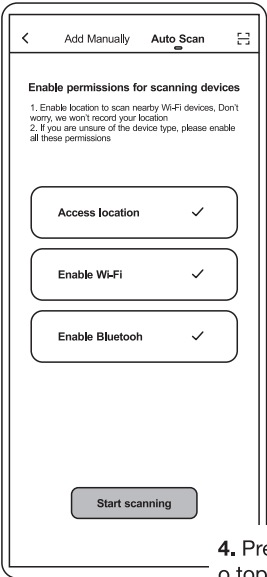 Add Manually Auto Scan
Enable permissions for scanning devices
1. Enable location to scan nearby Wi-Fi devices, Don't
worry, we won't record your location
2. If you are unsure of the device type, please enable
all these permissions
Access location
Enable Wi-Fi
Enable Bluetooh
Start scanning
4. Pre
o top